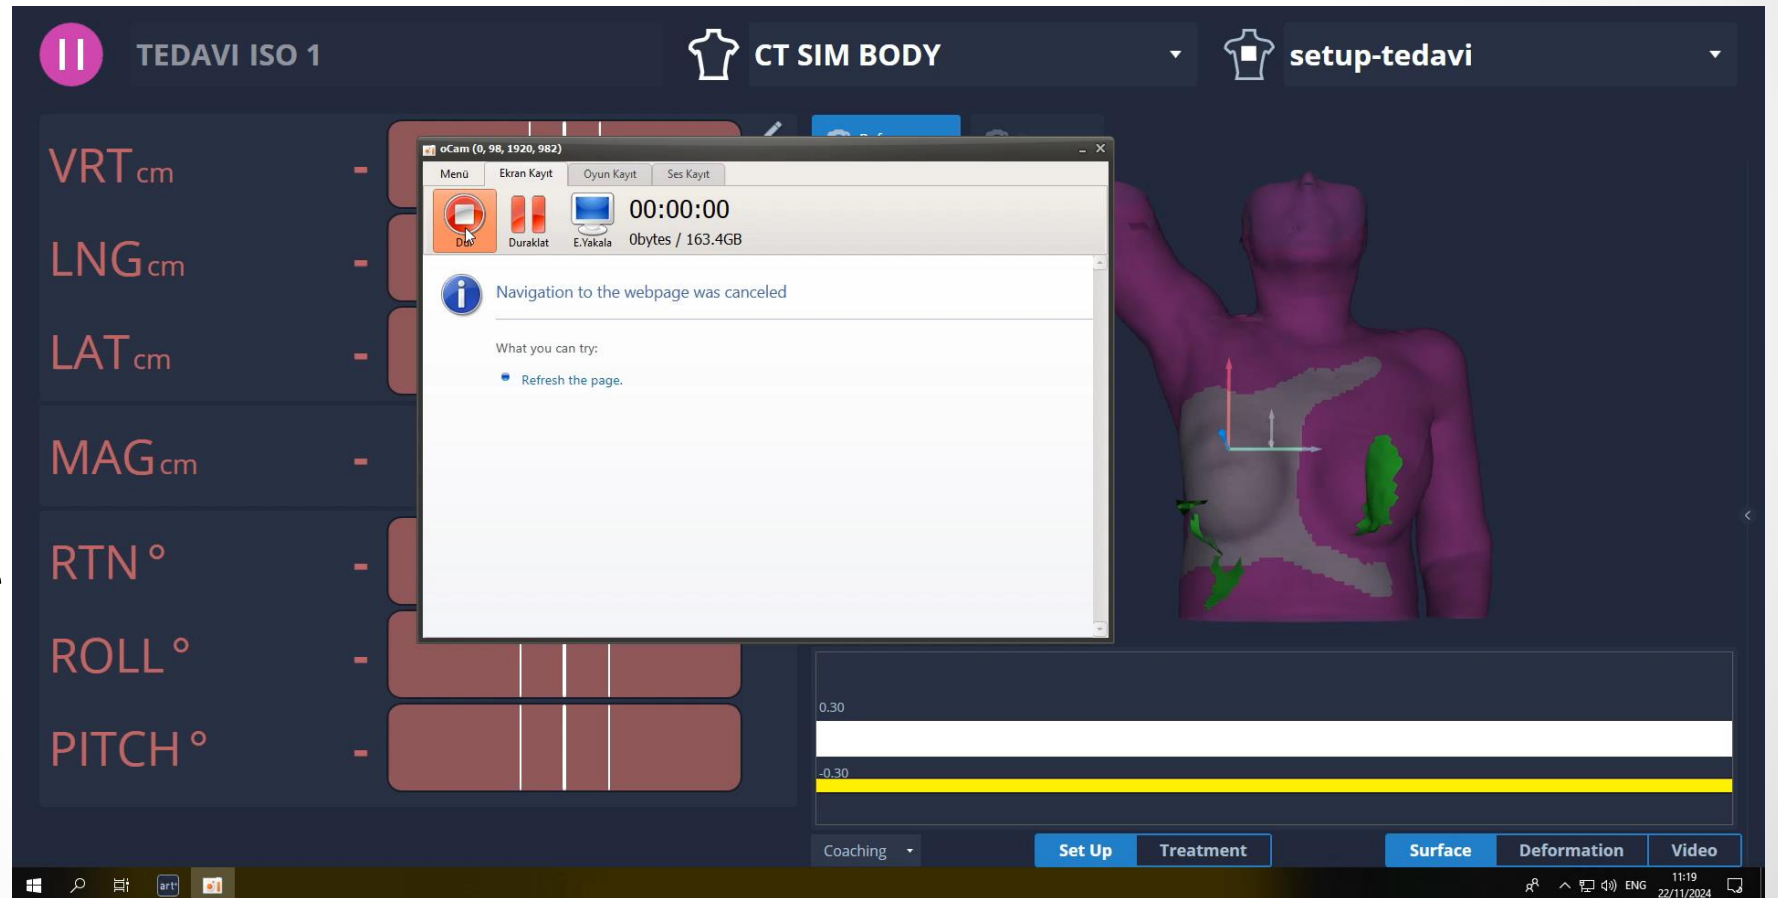 TEDAVI ISO 1
CT SIM BODY
setup-tedavi
VRT cm -
LNG cm -
LAT cm -
MAG cm -
RTN ° -
ROLL ° -
PITCH ° -
oCam (0, 98, 1920, 982)
Menü Ekran Kayıt Oyun Kayıt Ses Kayıt
Duraklat E.Yakala
00:00:00
0bytes / 163.4GB
Navigation to the webpage was canceled
What you can try:
Refresh the page.
0.30
-0.30
Coaching Set Up Treatment Surface Deformation Video
art
ENG
11:19
22/11/2024